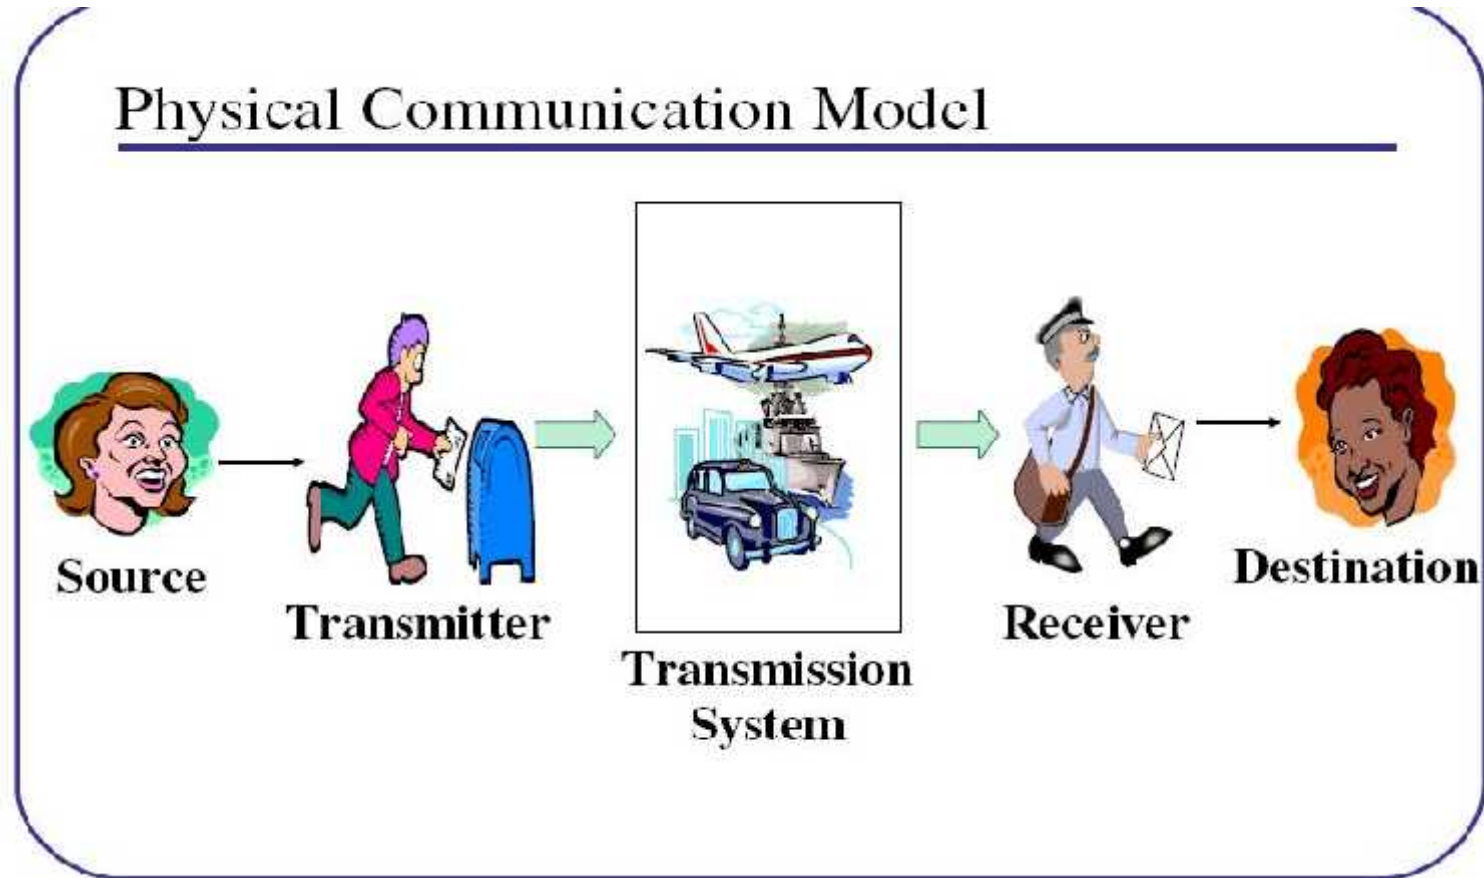 Physical Communication Model
Source
Transmitter
Transmission
System
Receiver
Destination